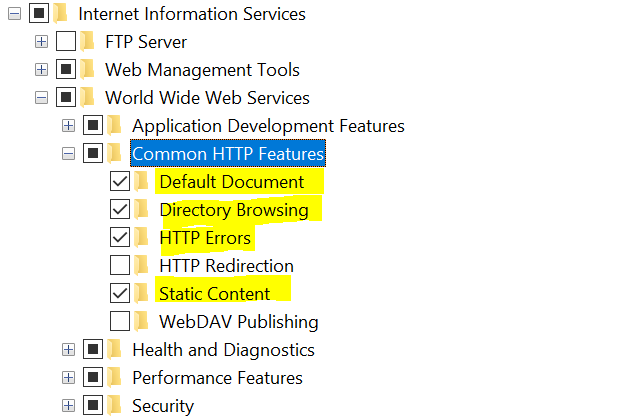 Internet Information Services
FTP Server
Web Management Tools
World Wide Web Services
Application Development Features
Common HTTP Features
Default Document
Directory Browsing
HTTP Errors
HTTP Redirection
Static Content
WebDAV Publishing
Health and Diagnostics
Performance Features
Security